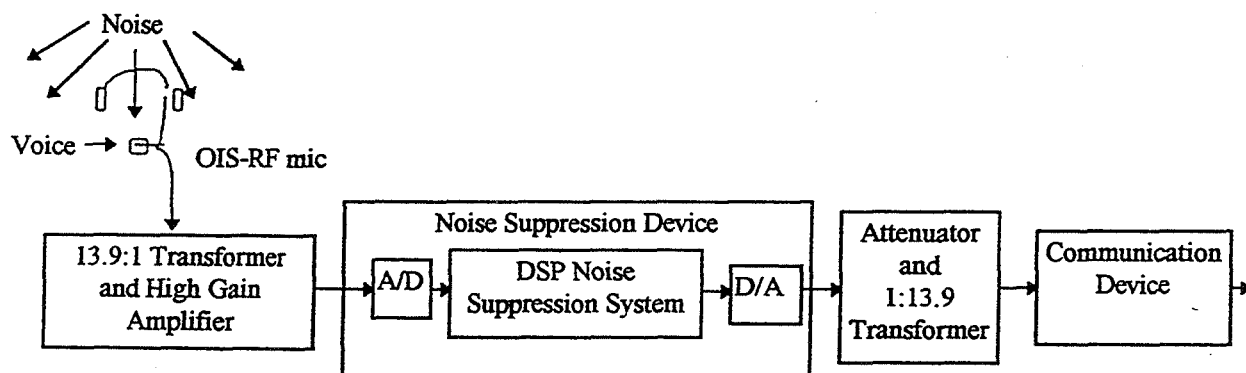 Noise
Voice
OIS-RF mic
13.9:1 Transformer
and High Gain
Amplifier
Noise Suppression Device
A/D
DSP Noise
Suppression System
D/A
Attenuator
and
1:13.9
Transformer
Communication
Device